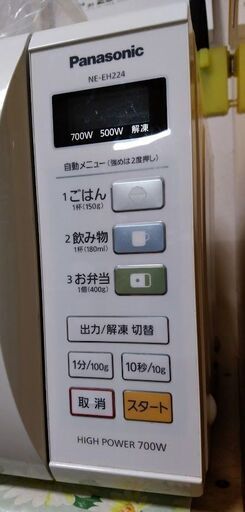 Panasonic
NE-EH224
700W 500W 解凍
自動メニュー (強めは2度押し)
1ごはん
1杯(150g)
2飲み物
1杯(180ml)
3お弁当
1個(400g)
出力/解凍 切替
1分/100g 10秒/10g
取消 スタート
HIGH POWER 700W